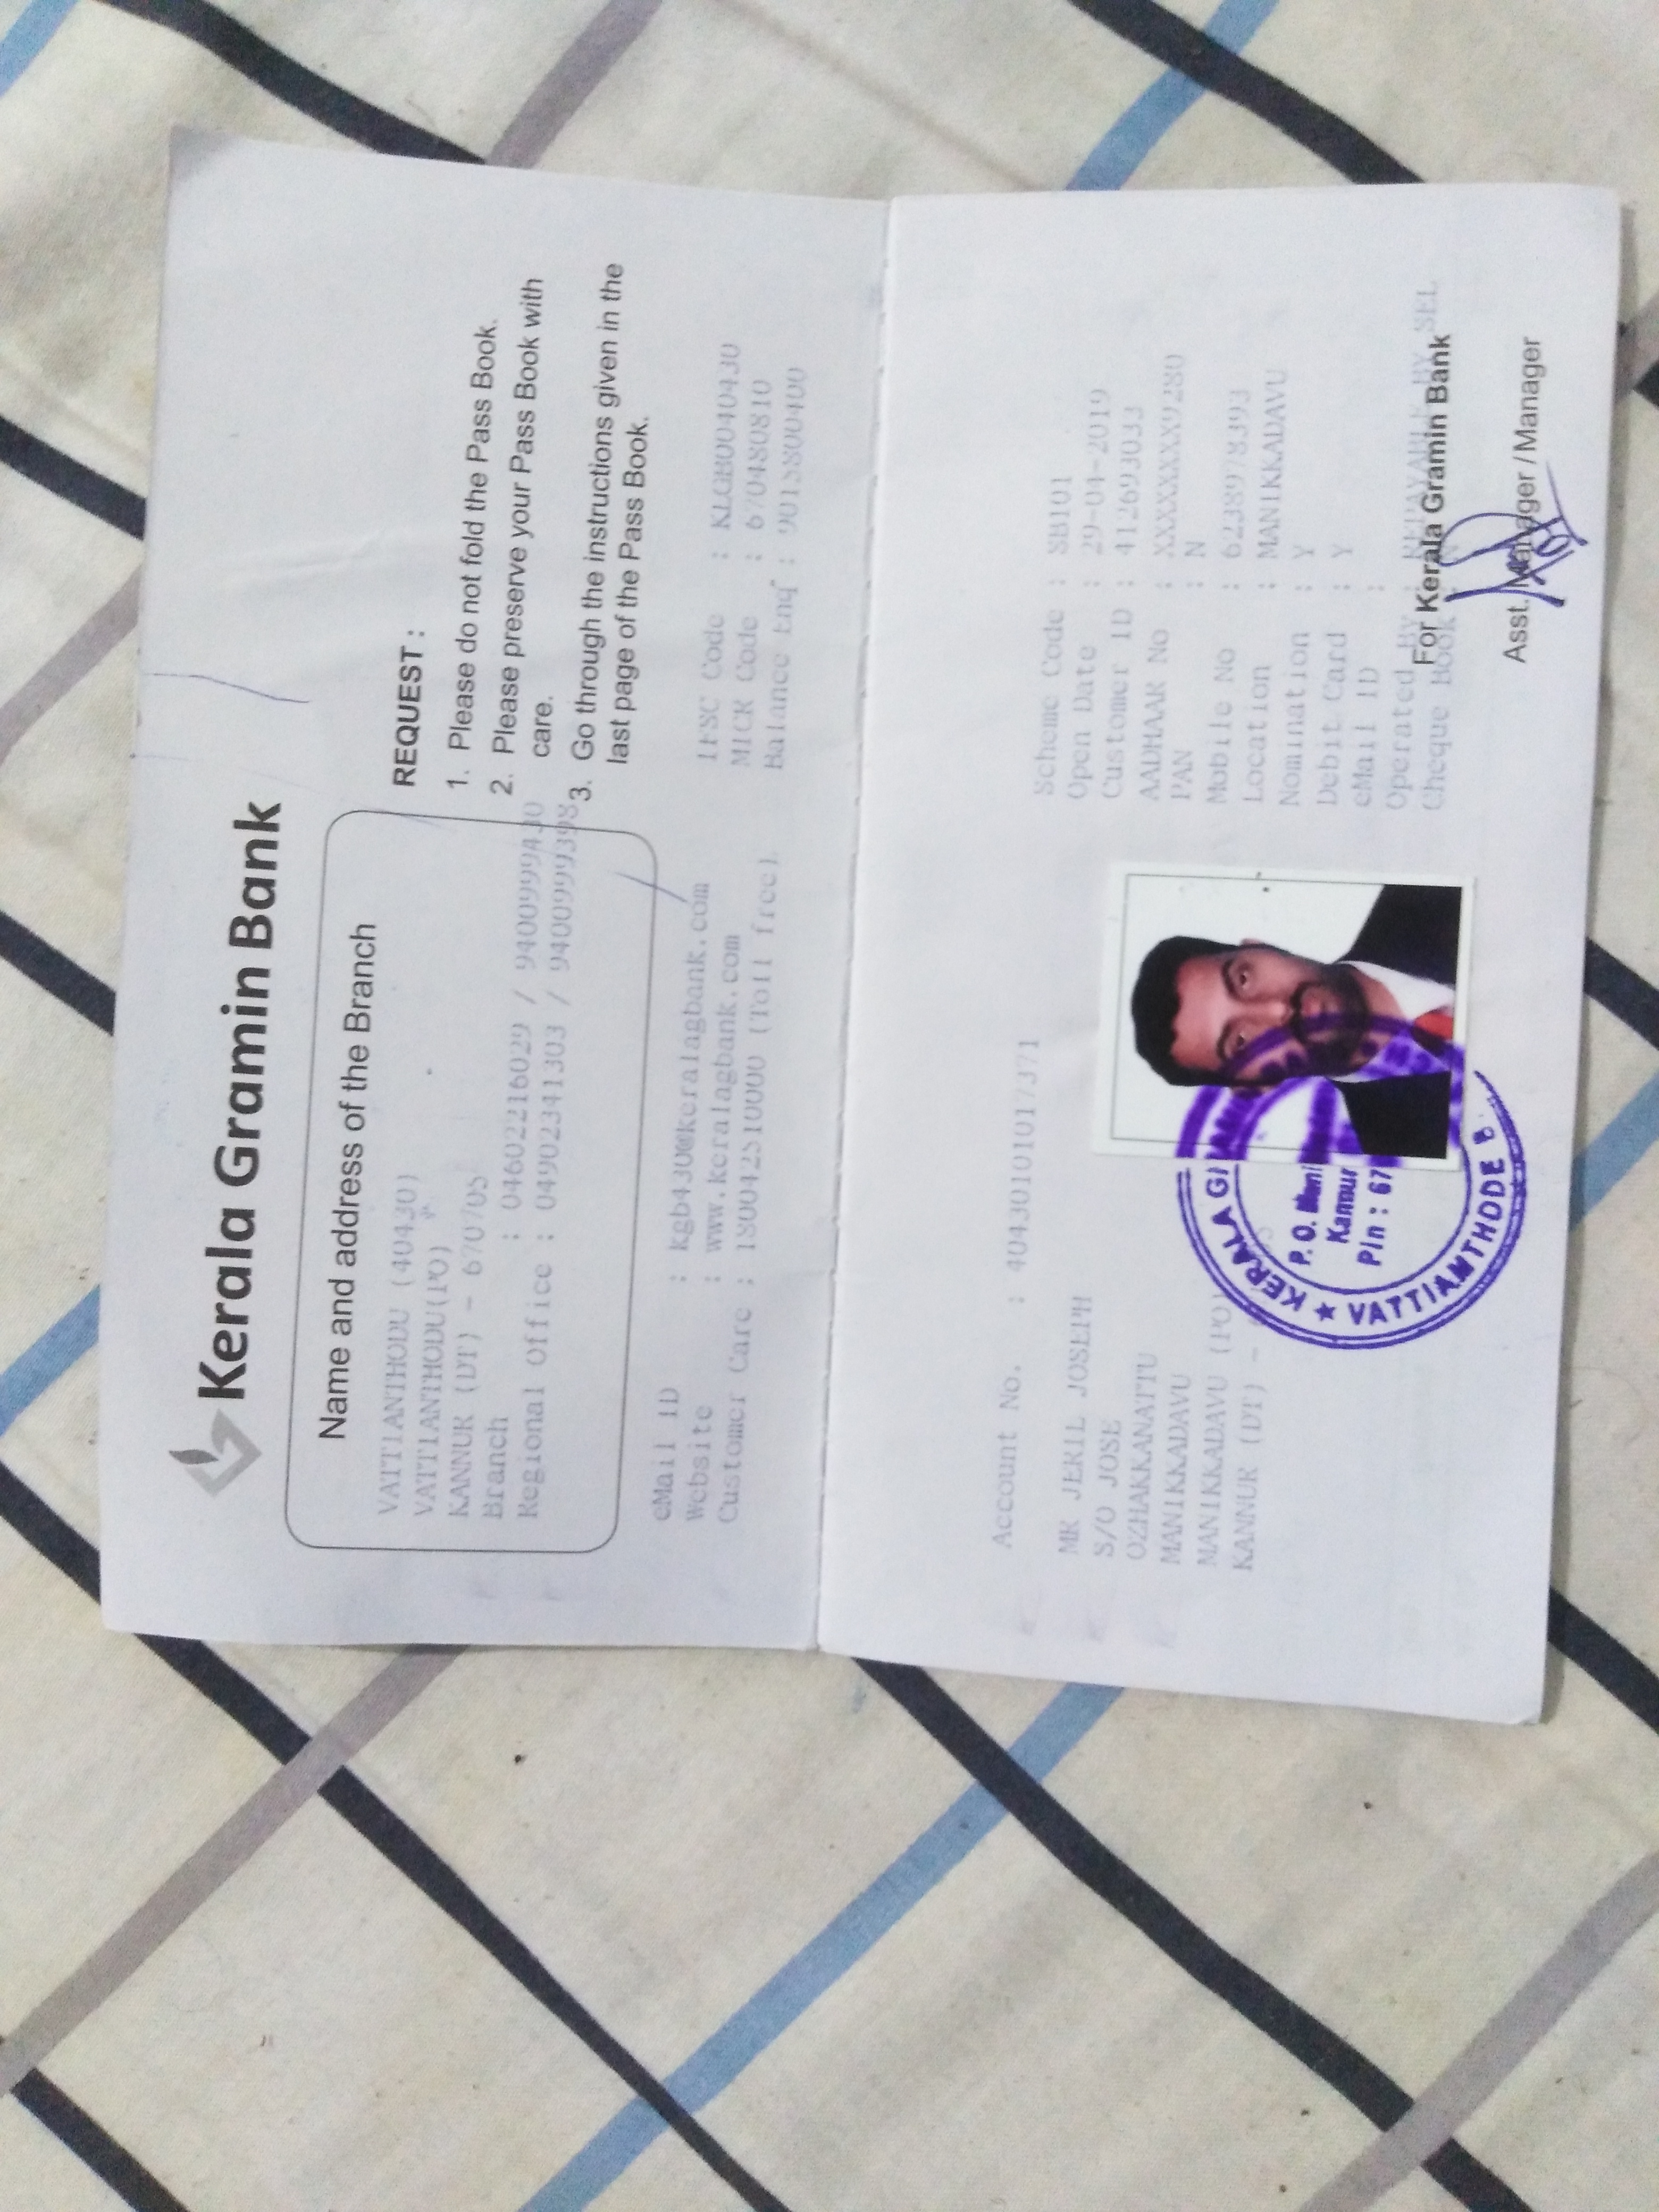 Kerala Gramin Bank
Name and address of the Branch
VATTIANTHODU (40430)
VATTIANTHODU(PO)
KANNUR (DT) - 670705
Branch : 04602216029 / 9400999430
Regional Office : 04902341303 / 9400999398
REQUEST :
1. Please do not fold the Pass Book.
2. Please preserve your Pass Book with
care.
3. Go through the instructions given in the
last page of the Pass Book.
eMail ID : kgb430@keralagbank.com
Website : www.keralagbank.com
Customer Care : 180042510000 (Toll free)
IFSC Code : KLGB0040430
MICR Code : 670480810
Balance Enq : 9015800400
Account No. : 40430101017371
MR JERIL JOSEPH
S/O JOSE
OZHAKKANATTU
MANIKKADAVU
MANIKKADAVU (PO)
KANNUR (DT) -
Scheme Code : SB101
Open Date : 29-04-2019
Customer ID : 412693033
AADHAAR No : XXXXXXXX9280
PAN : N
Mobile No : 6238978393
Location : MANIKKADAVU
Nomination : Y
Debit Card : Y
eMail ID :
Operated By : REPAYABLE BY SEL
Cheque Book :
For Kerala Gramin Bank
Asst. Manager / Manager
KERALA GRAMIN
P. O.
Kannur
Pin : 67
★ VATTIANTHODE B